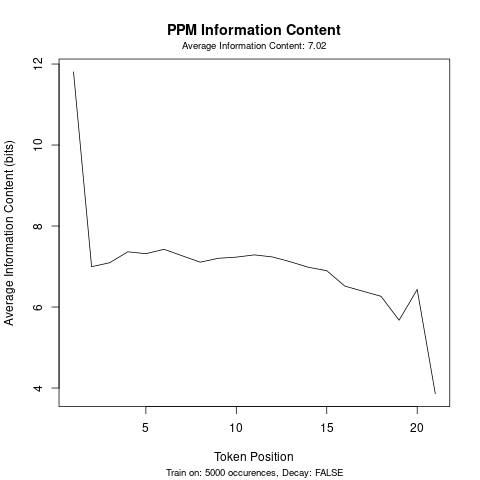 PPM Information Content
Average Information Content: 7.02
Average Information Content (bits)
12
10
8
6
4
5
10
15
20
Token Position
Train on: 5000 occurences, Decay: FALSE